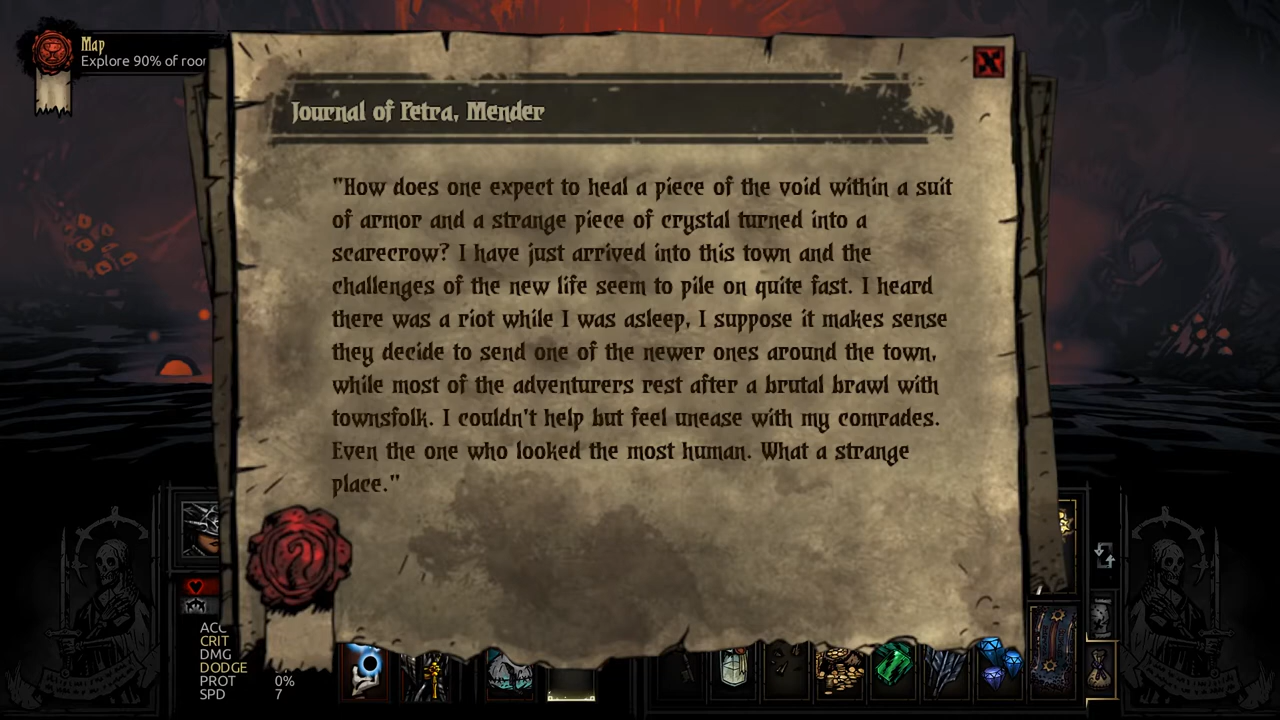 Map
Explore 90% of roo
Journal of Petra, Mender
"How does one expect to heal a piece of the void within a suit
of armor and a strange piece of crystal turned into a
scarecrow? I have just arrived into this town and the
challenges of the new life seem to pile on quite fast. I heard
there was a riot while I was asleep, I suppose it makes sense
they decide to send one of the newer ones around the town,
while most of the adventurers rest after a brutal brawl with
townsfolk. I couldn't help but feel unease with my comrades.
Even the one who looked the most human. What a strange
place."
ACC
CRIT
DMG
DODGE
PROT 0%
SPD 7